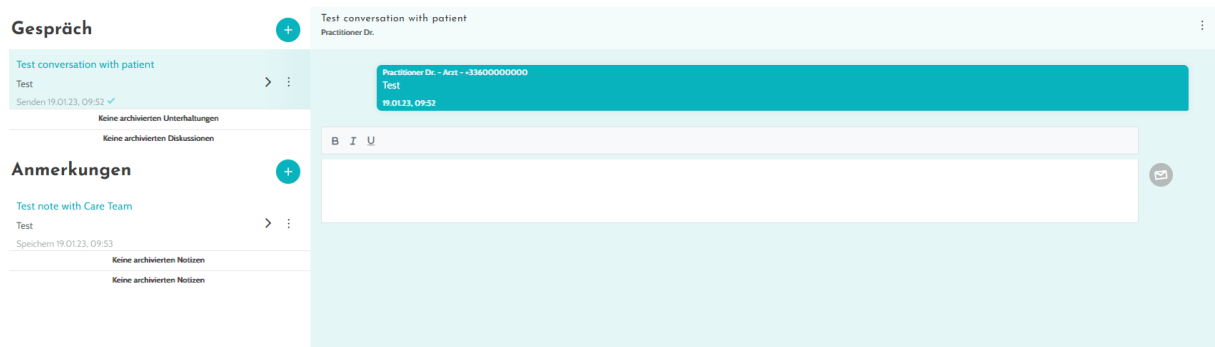 Gespräch
+
Test conversation with patient
Test
Senden 19.01.23, 09:52
Keine archivierten Unterhaltungen
Keine archivierten Diskussionen
Anmerkungen
+
Test note with Care Team
Test
Speichern 19.01.23, 09:53
Keine archivierten Notizen
Keine archivierten Notizen
Test conversation with patient
Practitioner Dr.
Practitioner Dr. - Arzt - +33600000000
Test
19.01.23, 09:52
B I U